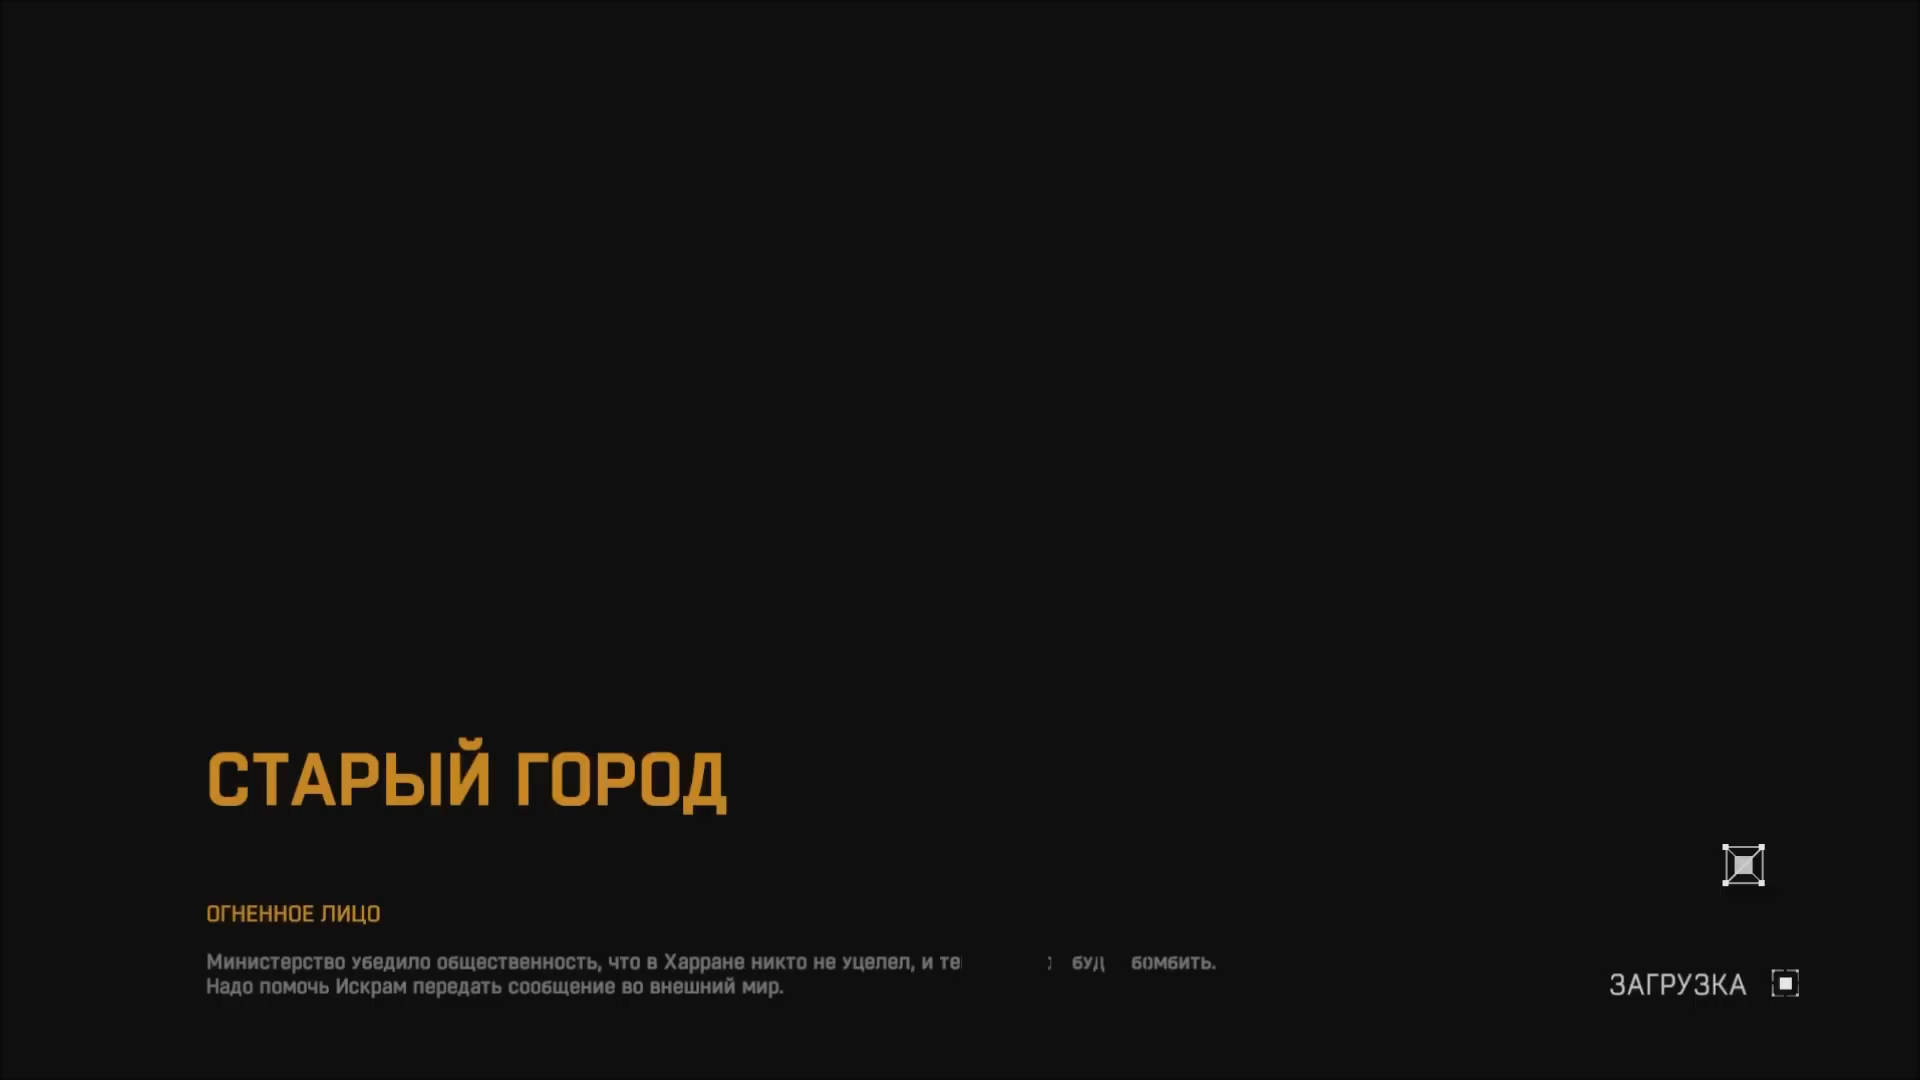 СТАРЫЙ ГОРОД
ОГНЕННОЕ ЛИЦО
Министерство убедило общественность, что в Харране никто не уцелел, и бомбить.
Надо помочь Искрам передать сообщение во внешний мир.
ЗАГРУЗКА